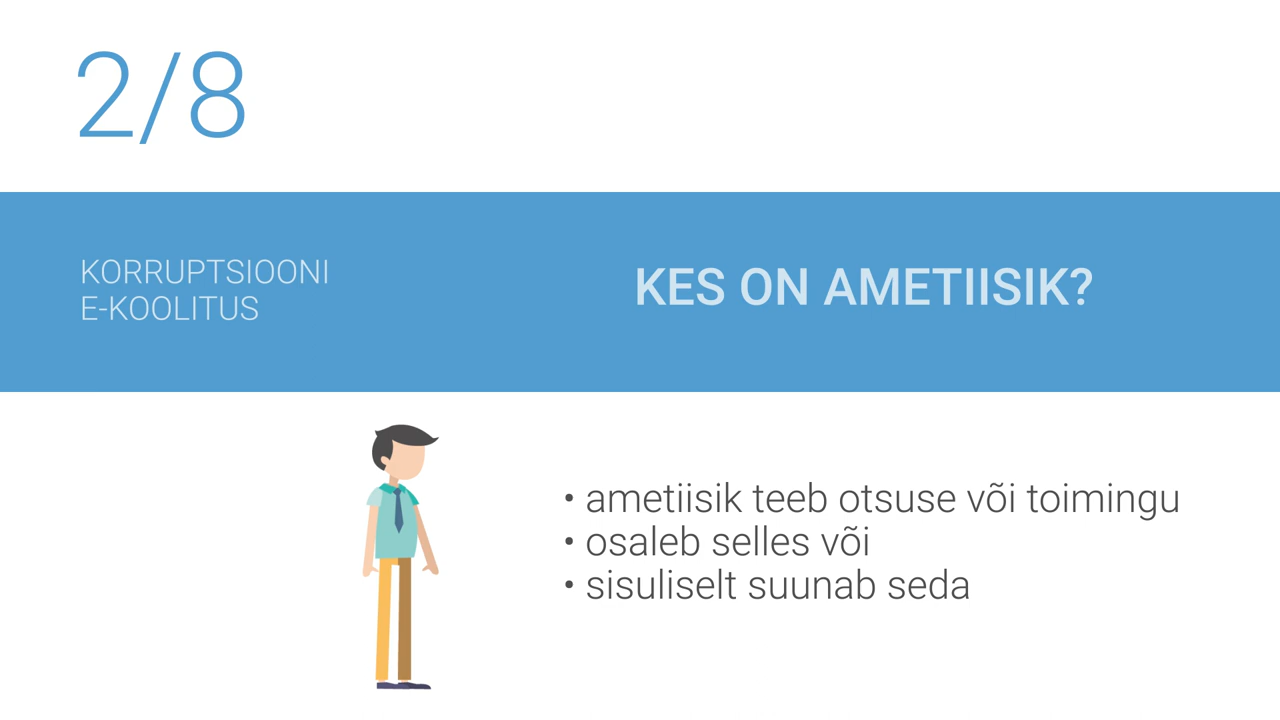 2/8
KORRUPTSIOONI
E-KOOLITUS
KES ON AMETIISIK?
• ametiisik teeb otsuse või toimingu
• osaleb selles või
• sisuliselt suunab seda